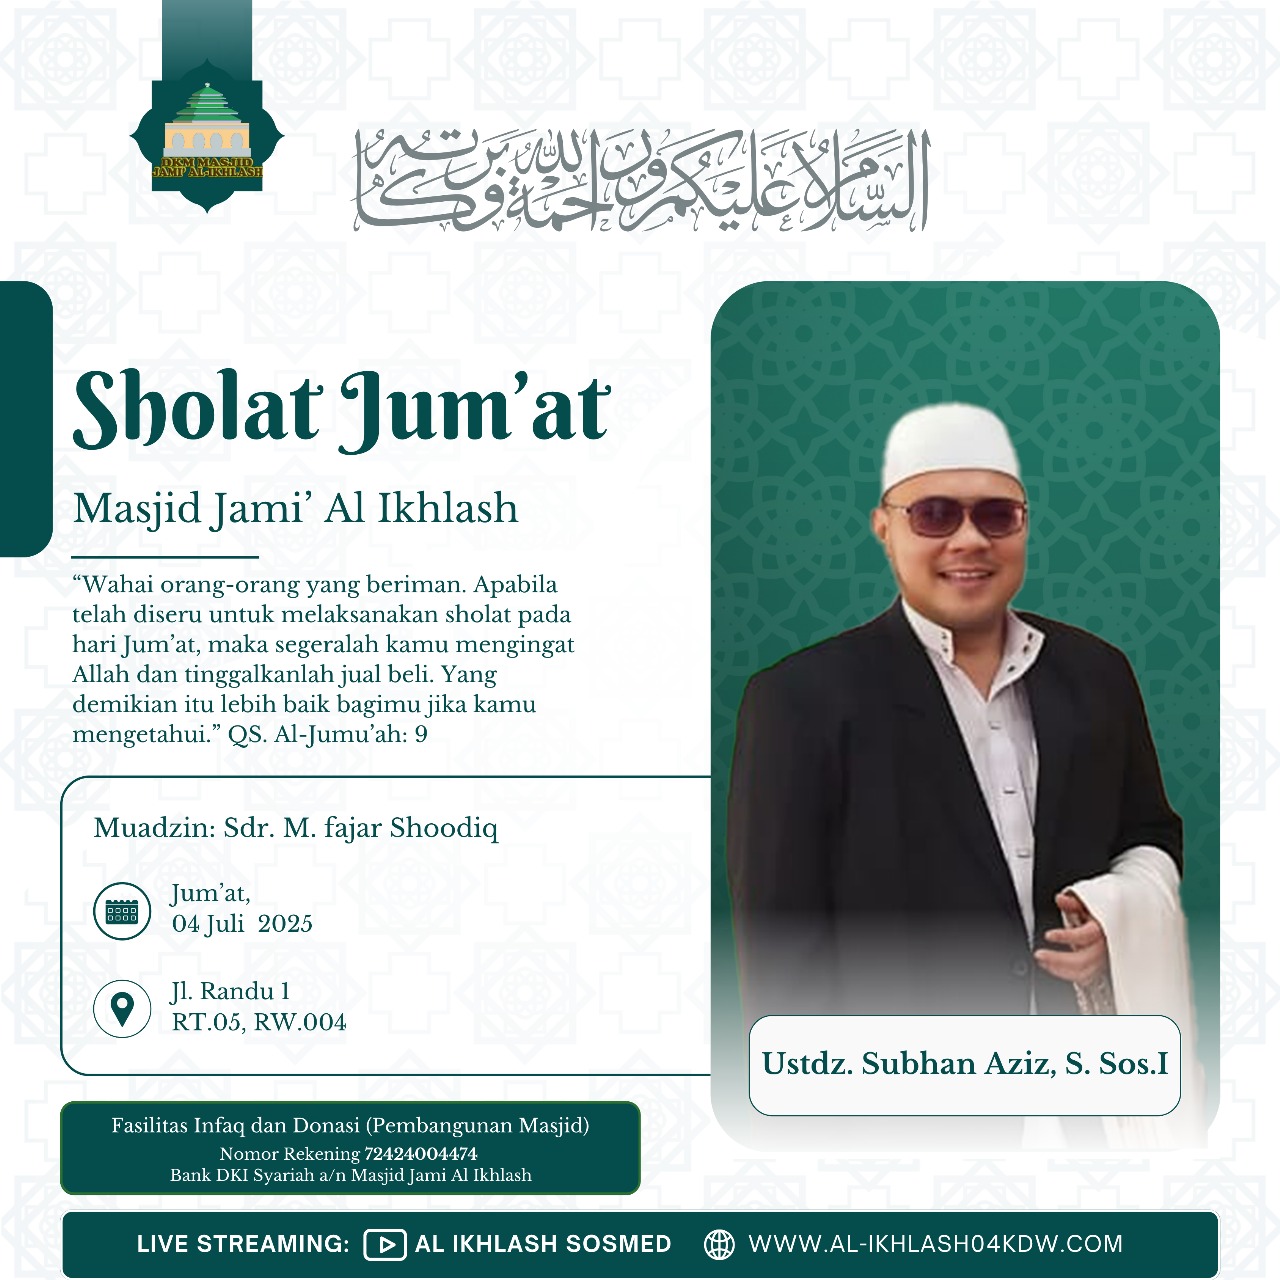 DKM MASJID
JAMI' AL-IKHLASH
السلام عليكم ورحمة الله وبركاته
Sholat Jum’at
Masjid Jami’ Al Ikhlash
“Wahai orang-orang yang beriman. Apabila
telah diseru untuk melaksanakan sholat pada
hari Jum’at, maka segeralah kamu mengingat
Allah dan tinggalkanlah jual beli. Yang
demikian itu lebih baik bagimu jika kamu
mengetahui.” QS. Al-Jumu’ah: 9
Muadzin: Sdr. M. fajar Shoodiq
Jum’at,
04 Juli 2025
Jl. Randu 1
RT.05, RW.004
Ustdz. Subhan Aziz, S. Sos.I
Fasilitas Infaq dan Donasi (Pembangunan Masjid)
Nomor Rekening 72424004474
Bank DKI Syariah a/n Masjid Jami Al Ikhlash
LIVE STREAMING: AL IKHLASH SOSMED WWW.AL-IKHLASH04KDW.COM